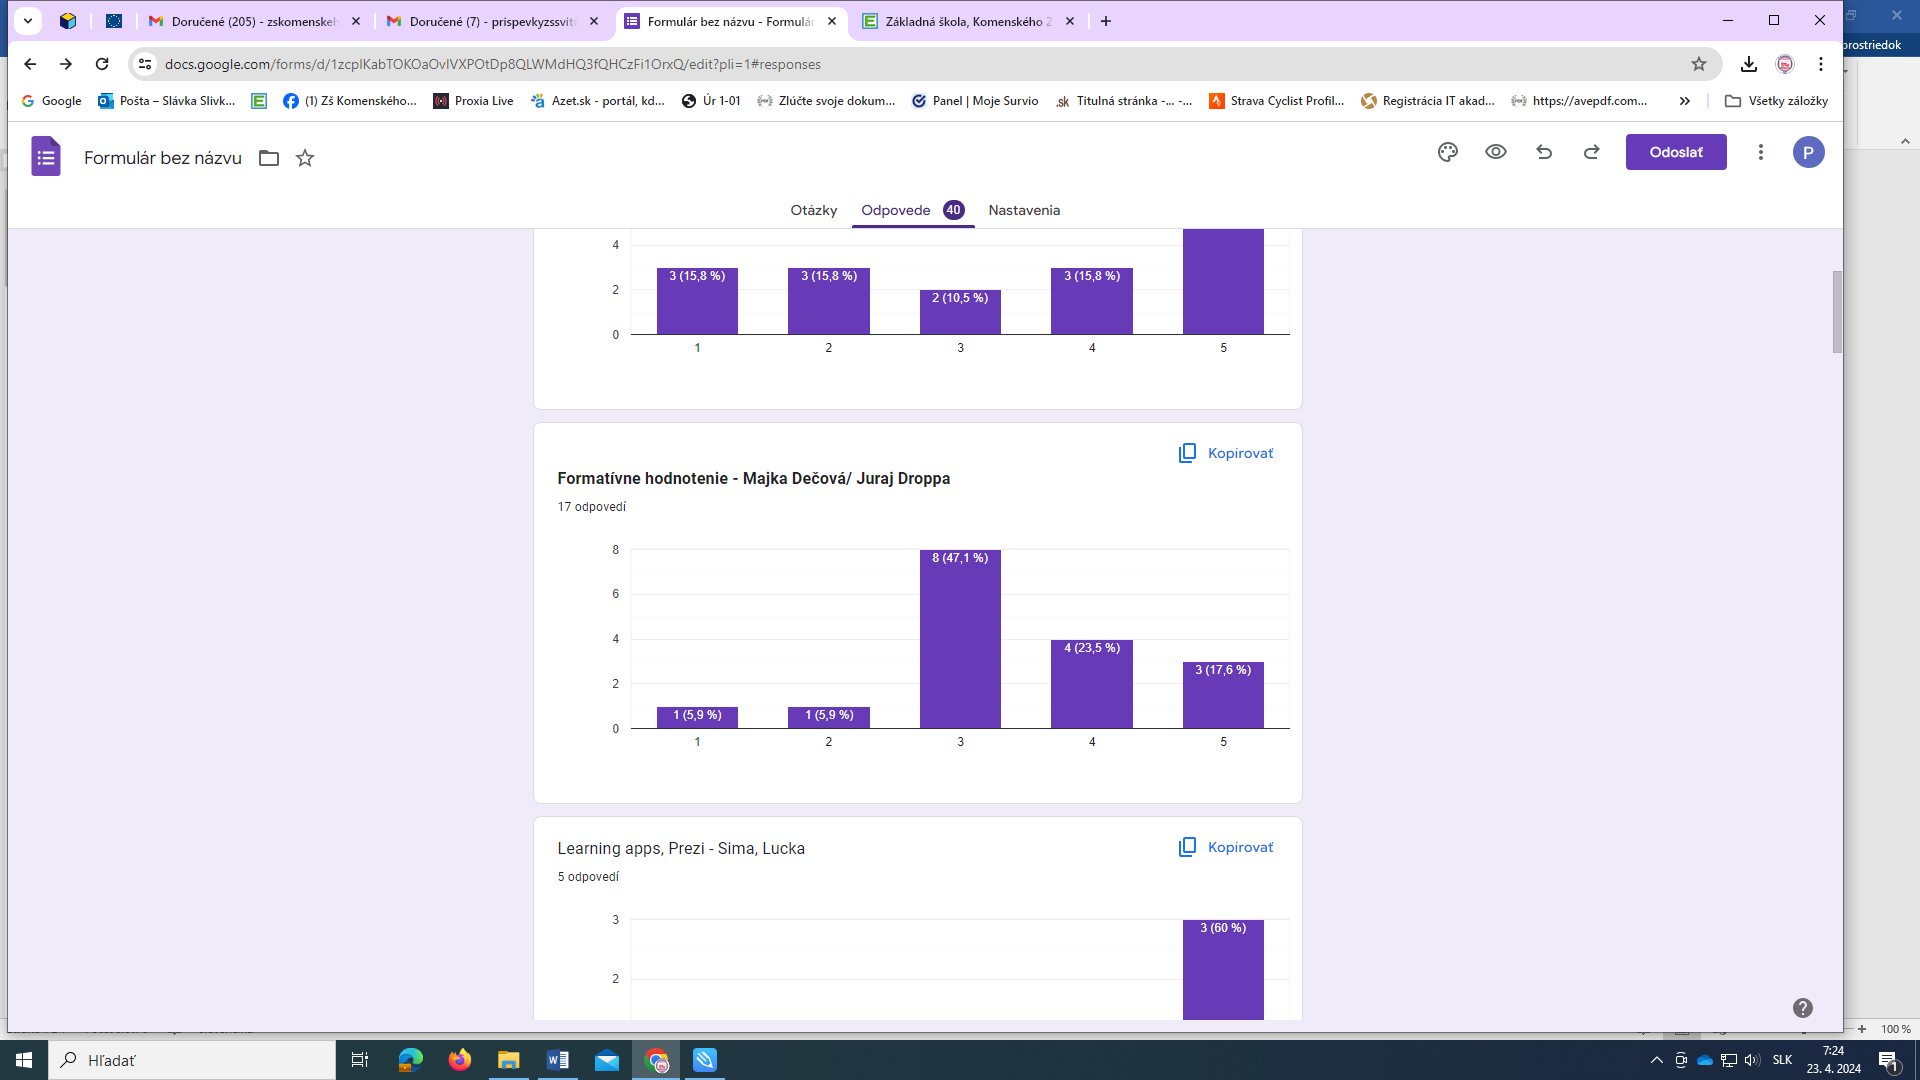 Doručené (205) - zskomenskeh
Doručené (7) - prispevkyzssvit
Formulár bez názvu - Formulár
Základná škola, Komenského 2
prostriedok
docs.google.com/forms/d/1zcpIKabTOKOaOvIVXPOtDp8QLWMdHQ3fQHCzFi1OrxQ/edit?pli=1#responses
Google
Pošta – Slávka Slivk...
(1) Zš Komenského...
Proxia Live
Azet.sk - portál, kd...
Úr 1-01
Zlúčte svoje dokum...
Panel | Moje Survio
.sk Titulná stránka -... -...
Strava Cyclist Profil...
Registrácia IT akad...
https://avepdf.com...
Všetky záložky
Formulár bez názvu
Odoslať
P
Otázky
Odpovede 40
Nastavenia
4
2
0
3 (15,8 %)
3 (15,8 %)
2 (10,5 %)
3 (15,8 %)
1 2 3 4 5
Kopírovať
Formatívne hodnotenie - Majka Dečová/ Juraj Droppa
17 odpovedí
8
6
4
2
0
1 (5,9 %)
1 (5,9 %)
8 (47,1 %)
4 (23,5 %)
3 (17,6 %)
1 2 3 4 5
Learning apps, Prezi - Sima, Lucka
Kopírovať
5 odpovedí
3
2
3 (60 %)
100 %
Hľadať
SLK
7:24
23. 4. 2024
1